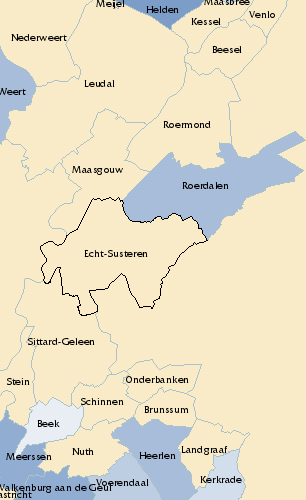 Meijel
Maasbree
Helden
Venlo
Kessel
Nederweert
Beesel
Leudal
Weert
Roermond
Maasgouw
Roerdalen
Echt-Susteren
Sittard-Geleen
Stein
Onderbanken
Schinnen
Brunssum
Beek
Nuth
Landgraaf
Meerssen
Heerlen
Kerkrade
Voerendaal
Valkenburg aan de Geul